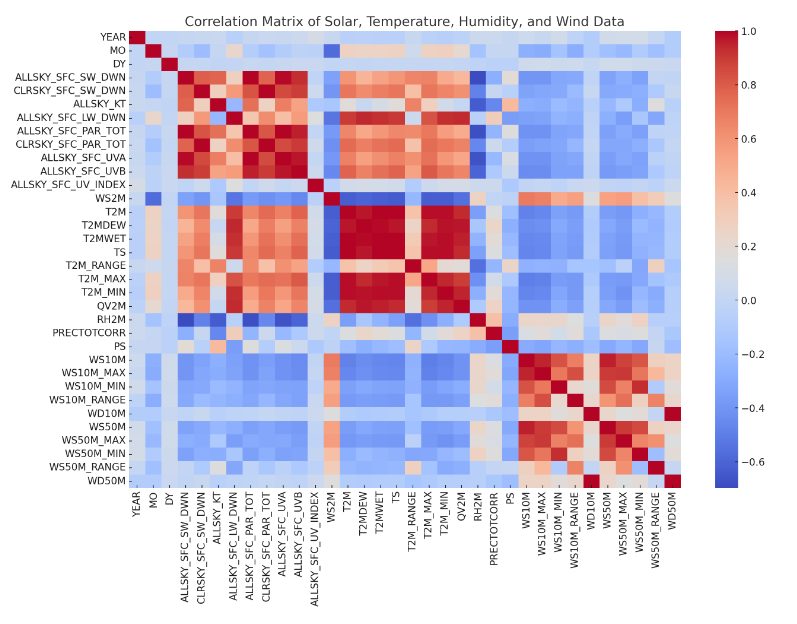 Correlation Matrix of Solar, Temperature, Humidity, and Wind Data
YEAR
MO
DY
ALLSKY_SFC_SW_DWN
CLRSKY_SFC_SW_DWN
ALLSKY_KT
ALLSKY_SFC_LW_DWN
ALLSKY_SFC_PAR_TOT
CLRSKY_SFC_PAR_TOT
ALLSKY_SFC_UVA
ALLSKY_SFC_UVB
ALLSKY_SFC_UV_INDEX
WS2M
T2M
T2MDEW
T2MWET
TS
T2M_RANGE
T2M_MAX
T2M_MIN
QV2M
RH2M
PRECTOTCORR
PS
WS10M
WS10M_MAX
WS10M_MIN
WS10M_RANGE
WD10M
WS50M
WS50M_MAX
WS50M_MIN
WS50M_RANGE
WD50M
YEAR
MO
DY
ALLSKY_SFC_SW_DWN
CLRSKY_SFC_SW_DWN
ALLSKY_KT
ALLSKY_SFC_LW_DWN
ALLSKY_SFC_PAR_TOT
CLRSKY_SFC_PAR_TOT
ALLSKY_SFC_UVA
ALLSKY_SFC_UVB
ALLSKY_SFC_UV_INDEX
WS2M
T2M
T2MDEW
T2MWET
TS
T2M_RANGE
T2M_MAX
T2M_MIN
QV2M
RH2M
PRECTOTCORR
PS
WS10M
WS10M_MAX
WS10M_MIN
WS10M_RANGE
WD10M
WS50M
WS50M_MAX
WS50M_MIN
WS50M_RANGE
WD50M
1.0
0.8
0.6
0.4
0.2
0.0
−0.2
−0.4
−0.6